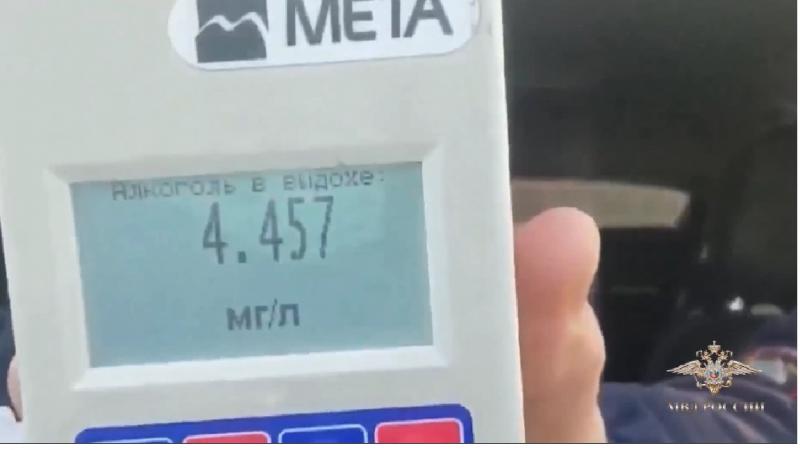 МЕТА
Алкоголь в выдохе:
4.457
мг/л
МВД РОССИИ